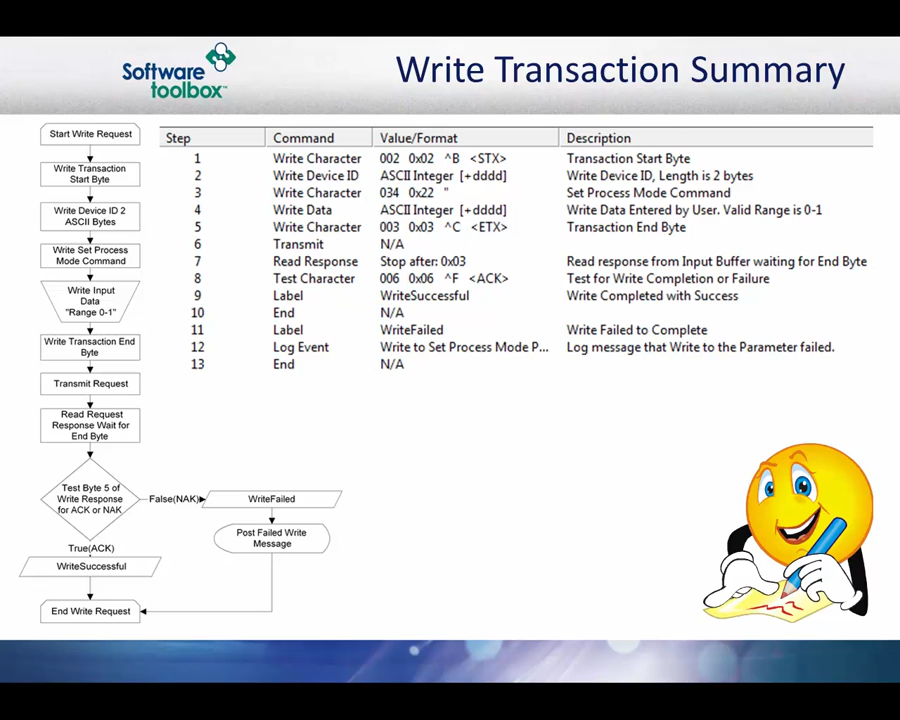 Software
toolbox
Write Transaction Summary
Start Write Request
Write Transaction
Start Byte
Write Device ID 2
ASCII Bytes
Write Set Process
Mode Command
Write Input
Data
"Range 0-1"
Write Transaction End
Byte
Transmit Request
Read Request
Response Wait for
End Byte
Test Byte 5 of
Write Response
for ACK or NAK
False(NAK)
WriteFailed
Post Failed Write
Message
True(ACK)
WriteSuccessful
End Write Request
Step Command Value/Format Description
1 Write Character 002 0x02 ^B <STX> Transaction Start Byte
2 Write Device ID ASCII Integer [+dddd] Write Device ID, Length is 2 bytes
3 Write Character 034 0x22 " Set Process Mode Command
4 Write Data ASCII Integer [+dddd] Write Data Entered by User. Valid Range is 0-1
5 Write Character 003 0x03 ^C <ETX> Transaction End Byte
6 Transmit N/A
7 Read Response Stop after: 0x03 Read response from Input Buffer waiting for End Byte
8 Test Character 006 0x06 ^F <ACK> Test for Write Completion or Failure
9 Label WriteSuccessful Write Completed with Success
10 End N/A
11 Label WriteFailed Write Failed to Complete
12 Log Event Write to Set Process Mode P... Log message that Write to the Parameter failed.
13 End N/A